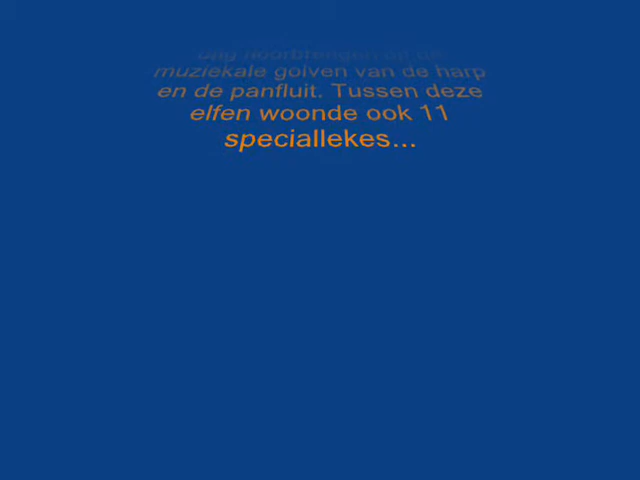 muziekale golven van de harp
en de panfluit. Tussen deze
elfen woonde ook 11
speciallekes...